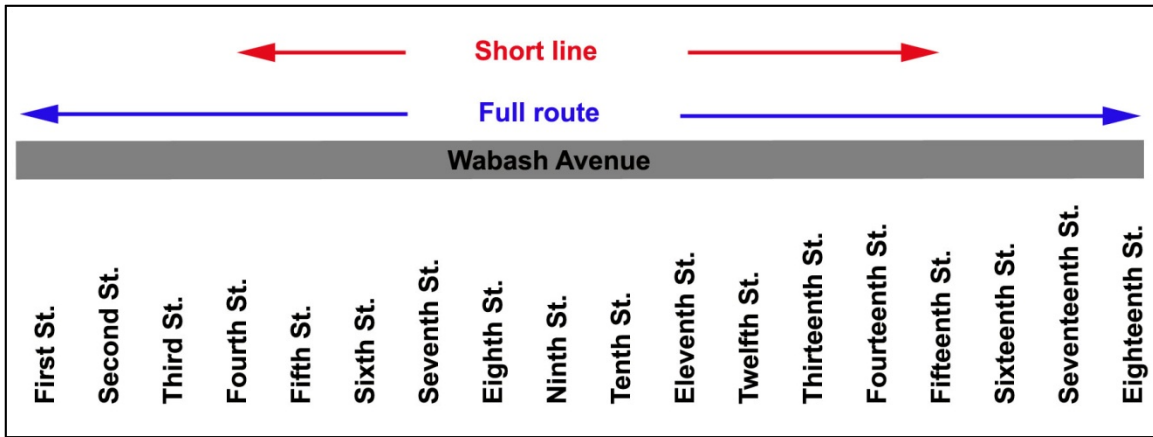 Short line
Full route
Wabash Avenue
First St.
Second St.
Third St.
Fourth St.
Fifth St.
Sixth St.
Seventh St.
Eighth St.
Ninth St.
Tenth St.
Eleventh St.
Twelfth St.
Thirteenth St.
Fourteenth St.
Fifteenth St.
Sixteenth St.
Seventeenth St.
Eighteenth St.